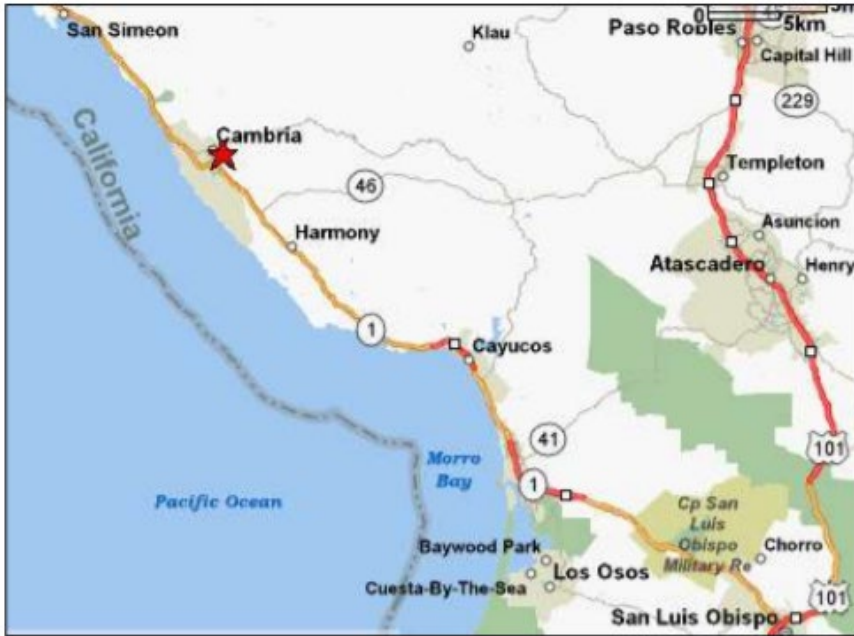 San Simeon
Klau
Paso Robles
0
5km
Capital Hill
229
California
Cambria
46
Templeton
Harmony
Asuncion
Atascadero
Henry
1
Cayucos
41
101
Morro
Bay
1
Pacific Ocean
Cp San
Luis
Obispo
Military Re
Baywood Park
Chorro
Los Osos
Cuesta-By-The-Sea
101
San Luis Obispo